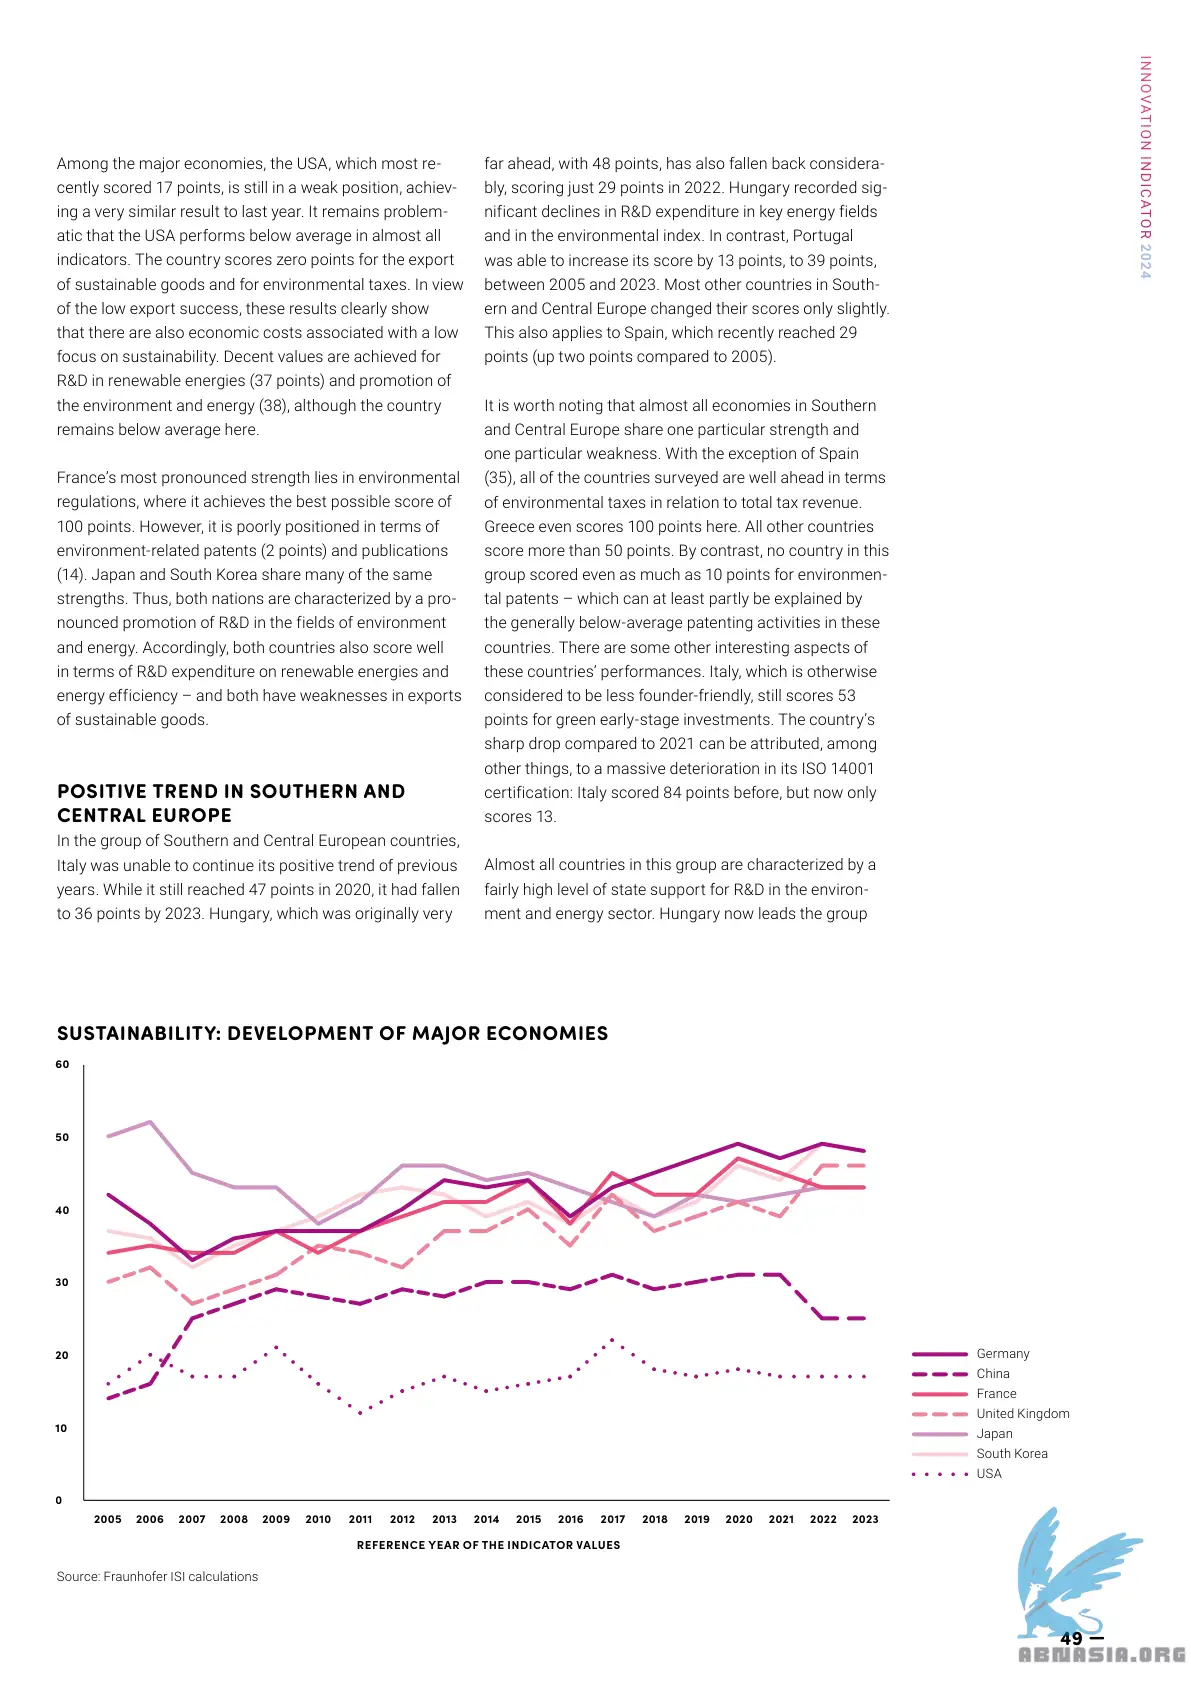 INNOVATION INDICATOR 2024
Among the major economies, the USA, which most re-
cently scored 17 points, is still in a weak position, achiev-
ing a very similar result to last year. It remains problem-
atic that the USA performs below average in almost all
indicators. The country scores zero points for the export
of sustainable goods and for environmental taxes. In view
of the low export success, these results clearly show
that there are also economic costs associated with a low
focus on sustainability. Decent values are achieved for
R&D in renewable energies (37 points) and promotion of
the environment and energy (38), although the country
remains below average here.
France’s most pronounced strength lies in environmental
regulations, where it achieves the best possible score of
100 points. However, it is poorly positioned in terms of
environment-related patents (2 points) and publications
(14). Japan and South Korea share many of the same
strengths. Thus, both nations are characterized by a pro-
nounced promotion of R&D in the fields of environment
and energy. Accordingly, both countries also score well
in terms of R&D expenditure on renewable energies and
energy efficiency – and both have weaknesses in exports
of sustainable goods.
POSITIVE TREND IN SOUTHERN AND
CENTRAL EUROPE
In the group of Southern and Central European countries,
Italy was unable to continue its positive trend of previous
years. While it still reached 47 points in 2020, it had fallen
to 36 points by 2023. Hungary, which was originally very
far ahead, with 48 points, has also fallen back considera-
bly, scoring just 29 points in 2022. Hungary recorded sig-
nificant declines in R&D expenditure in key energy fields
and in the environmental index. In contrast, Portugal
was able to increase its score by 13 points, to 39 points,
between 2005 and 2023. Most other countries in South-
ern and Central Europe changed their scores only slightly.
This also applies to Spain, which recently reached 29
points (up two points compared to 2005).
It is worth noting that almost all economies in Southern
and Central Europe share one particular strength and
one particular weakness. With the exception of Spain
(35), all of the countries surveyed are well ahead in terms
of environmental taxes in relation to total tax revenue.
Greece even scores 100 points here. All other countries
score more than 50 points. By contrast, no country in this
group scored even as much as 10 points for environmen-
tal patents – which can at least partly be explained by
the generally below-average patenting activities in these
countries. There are some other interesting aspects of
these countries’ performances. Italy, which is otherwise
considered to be less founder-friendly, still scores 53
points for green early-stage investments. The country’s
sharp drop compared to 2021 can be attributed, among
other things, to a massive deterioration in its ISO 14001
certification: Italy scored 84 points before, but now only
scores 13.
Almost all countries in this group are characterized by a
fairly high level of state support for R&D in the environ-
ment and energy sector. Hungary now leads the group
SUSTAINABILITY: DEVELOPMENT OF MAJOR ECONOMIES
60
50
40
30
20
10
0
2005 2006 2007 2008 2009 2010 2011 2012 2013 2014 2015 2016 2017 2018 2019 2020 2021 2022 2023
REFERENCE YEAR OF THE INDICATOR VALUES
Germany
China
France
United Kingdom
Japan
South Korea
USA
Source: Fraunhofer ISI calculations
49 —
ABNASIA.ORG